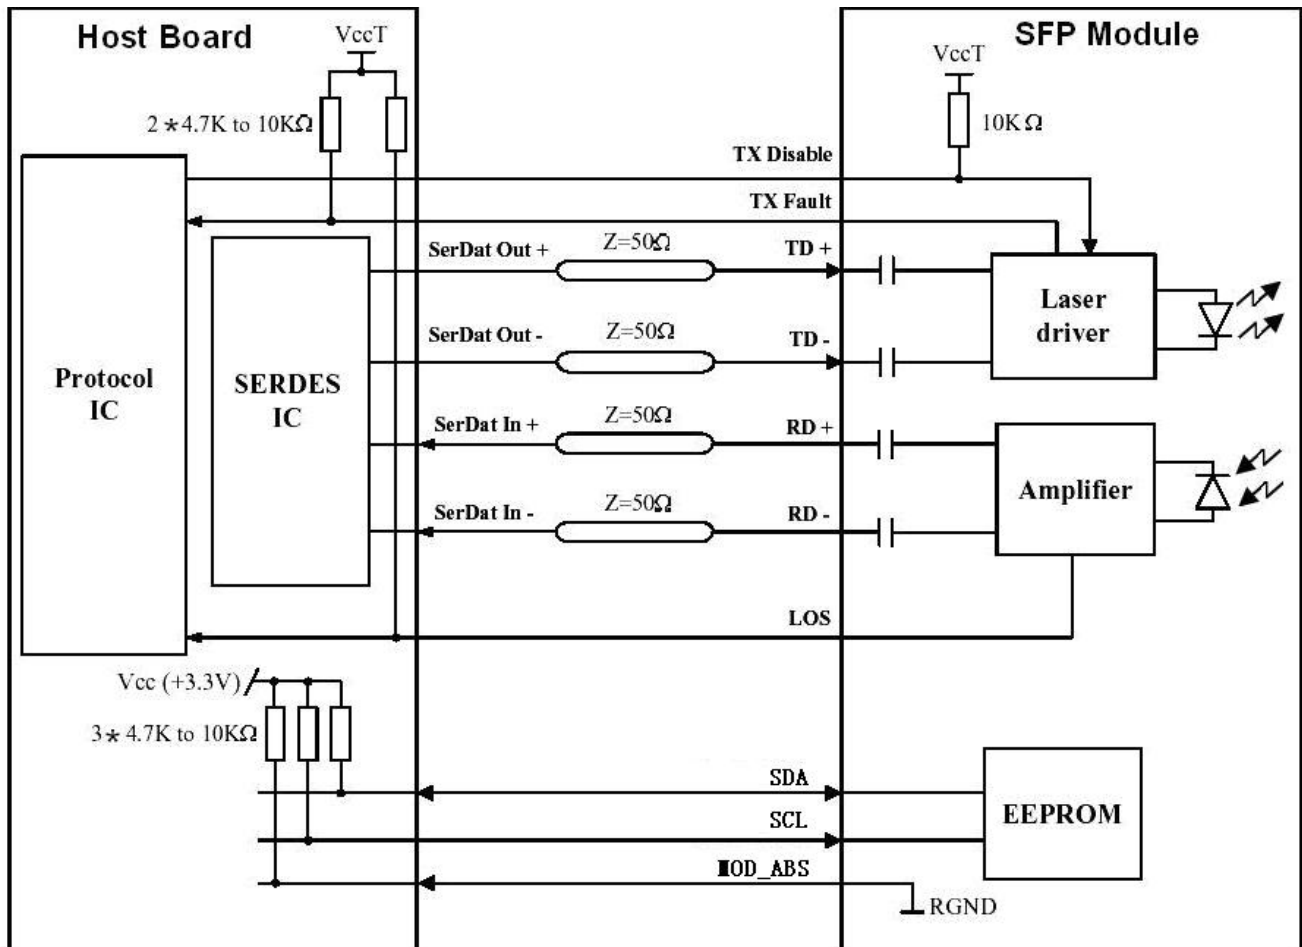 Host Board
SFP Module
VccT
VccT
2*4.7K to 10KΩ
10KΩ
TX Disable
TX Fault
SerDat Out +
Z=50Ω
TD +
Laser
driver
SerDat Out -
Z=50Ω
TD -
Protocol
IC
SERDES
IC
SerDat In +
Z=50Ω
RD +
Amplifier
SerDat In -
Z=50Ω
RD -
LOS
Vcc (+3.3V)
3* 4.7K to 10KΩ
SDA
SCL
EEPROM
MOD_ABS
RGND